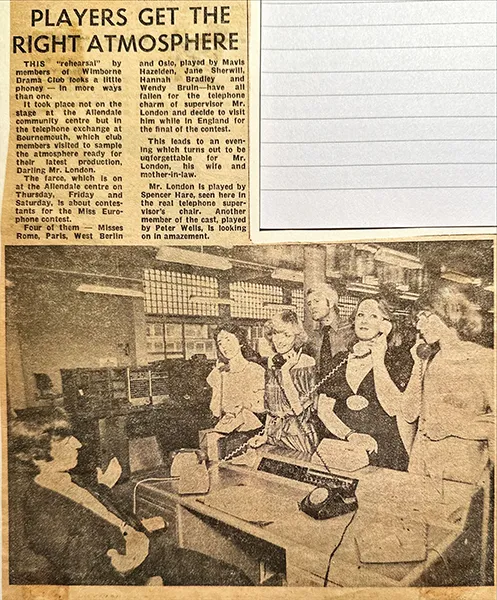 PLAYERS GET THE
RIGHT ATMOSPHERE
THIS "rehearsal" by
members of Wimborne
Drama Club looks a little
phoney — in more ways
than one.
It took place not on the
stage at the Allendale
community centre but in
the telephone exchange at
Bournemouth, which club
members visited to sample
the atmosphere ready for
their latest production,
Darling Mr. London.
The farce, which is on
at the Allendale centre on
Thursday, Friday and
Saturday, is about contes-
tants for the Miss Euro-
phone contest.
Four of them — Misses
Rome, Paris, West Berlin
and Oslo, played by Mavis
Hazelden, Jane Sherwill,
Hannah Bradley and
Wendy Bruin—have all
fallen for the telephone
charm of supervisor Mr.
London and decide to visit
him while in England for
the final of the contest.
This leads to an even-
ing which turns out to be
unforgettable for Mr.
London, his wife and
mother-in-law.
Mr. London is played by
Spencer Hare, seen here in
the real telephone super-
visor's chair. Another
member of the cast, played
by Peter Wells, is looking
on in amazement.